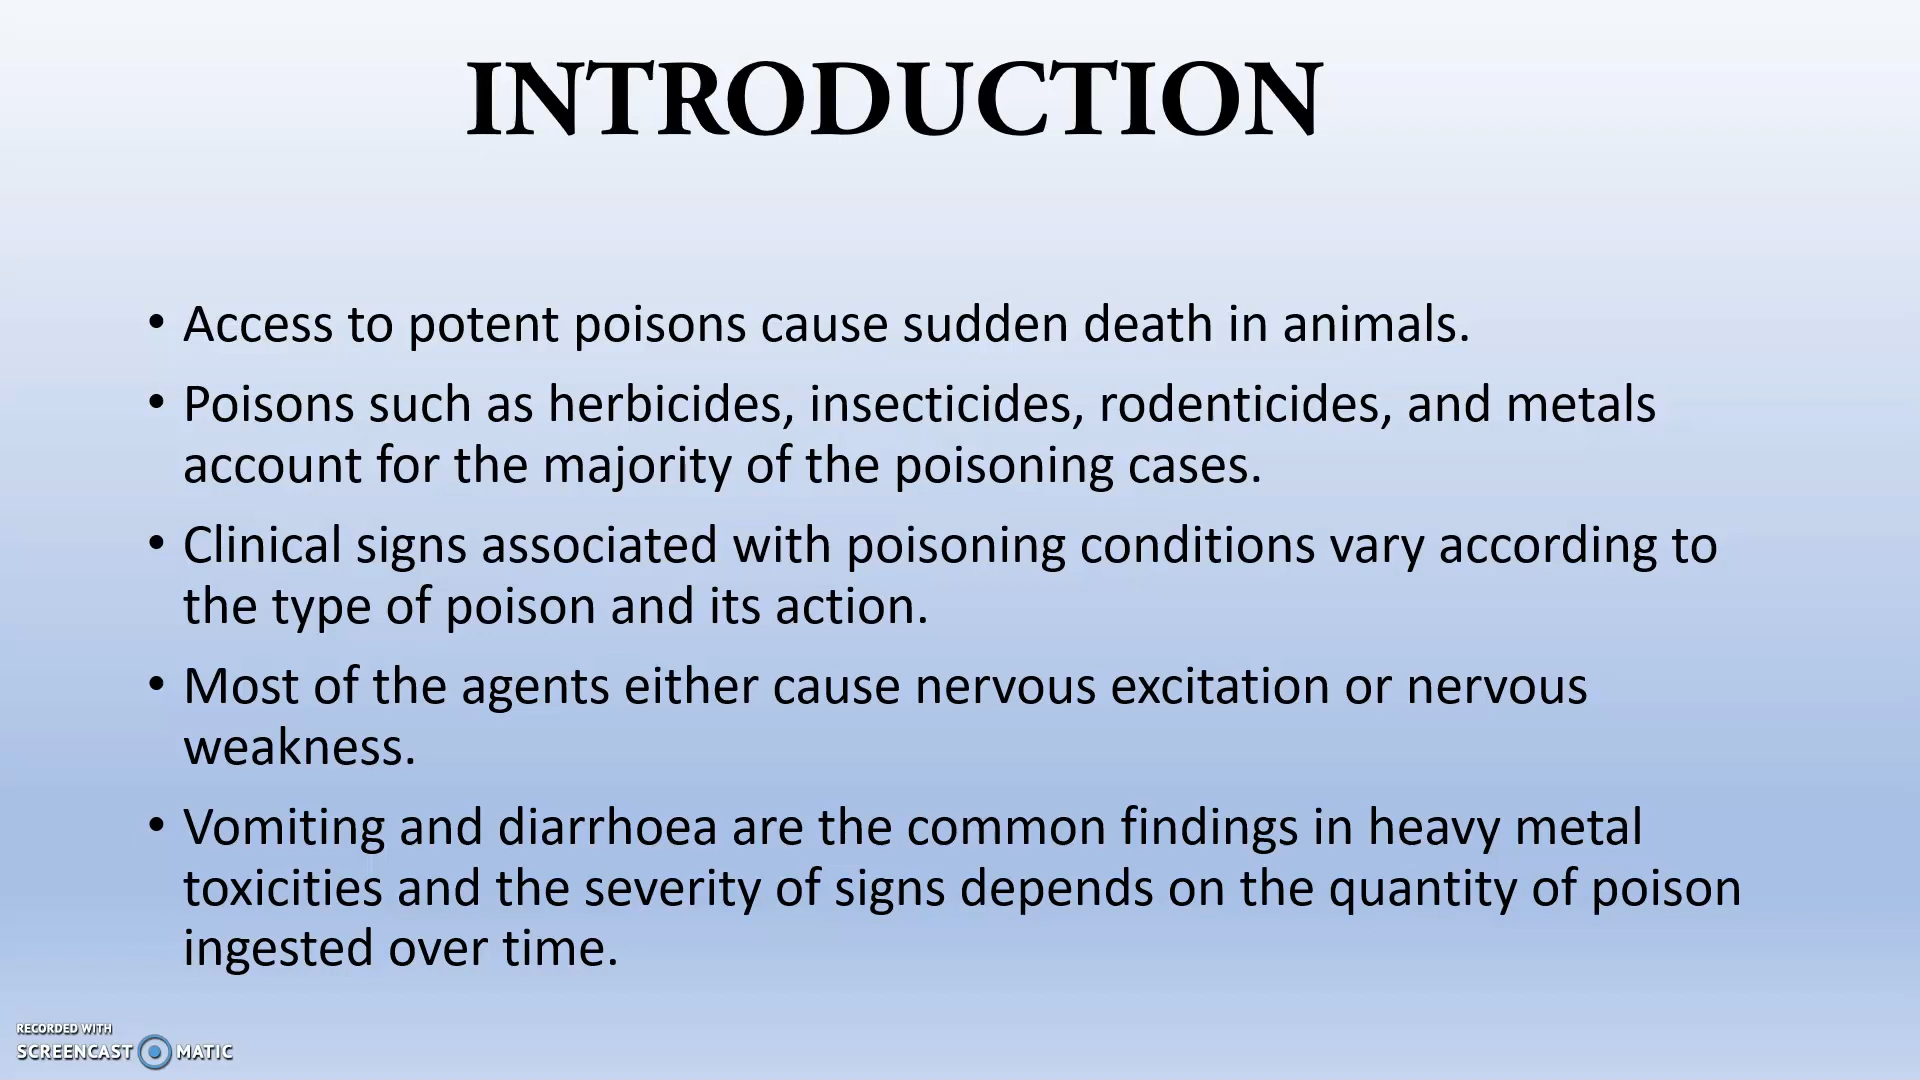 INTRODUCTION
• Access to potent poisons cause sudden death in animals.
• Poisons such as herbicides, insecticides, rodenticides, and metals
account for the majority of the poisoning cases.
• Clinical signs associated with poisoning conditions vary according to
the type of poison and its action.
• Most of the agents either cause nervous excitation or nervous
weakness.
• Vomiting and diarrhoea are the common findings in heavy metal
toxicities and the severity of signs depends on the quantity of poison
ingested over time.
RECORDED WITH
SCREENCAST MATIC